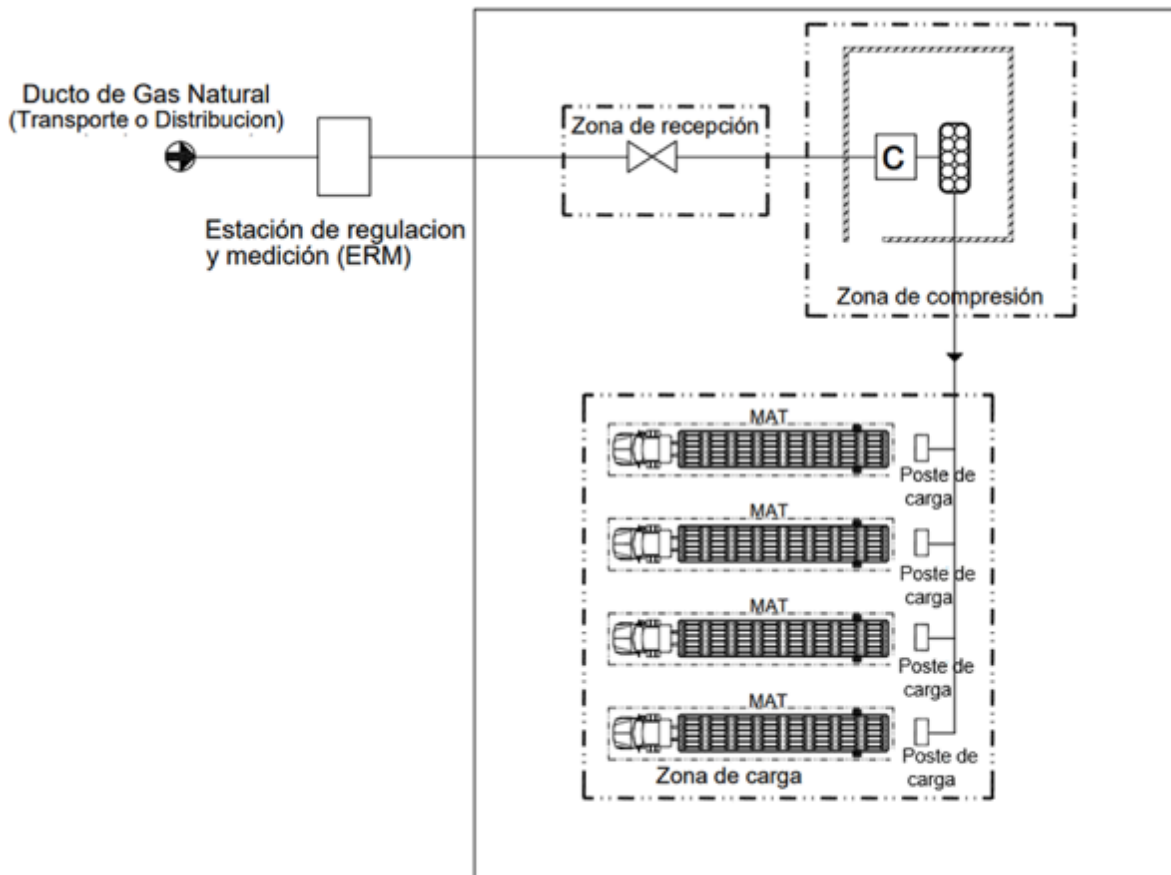 Ducto de Gas Natural
(Transporte o Distribucion)
Estación de regulacion
y medición (ERM)
Zona de recepción
C
Zona de compresión
MAT
Poste de
carga
MAT
Poste de
carga
MAT
Poste de
carga
MAT
Poste de
carga
Zona de carga